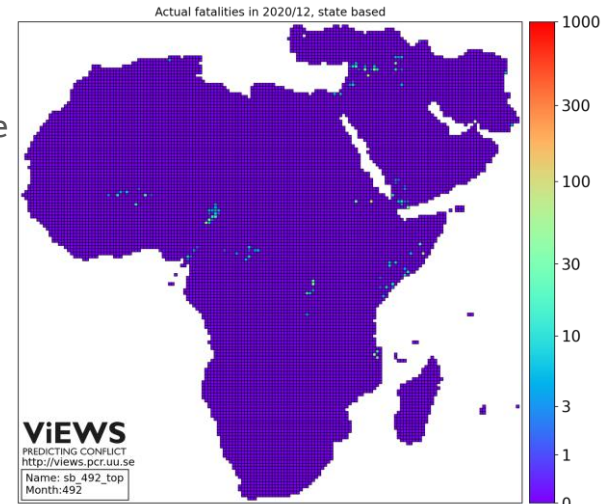 Actual fatalities in 2020/12, state based
1000
300
100
30
10
3
1
0
ViEWS
PREDICTING CONFLICT
http://views.pcr.uu.se
Name: sb_492_top
Month:492